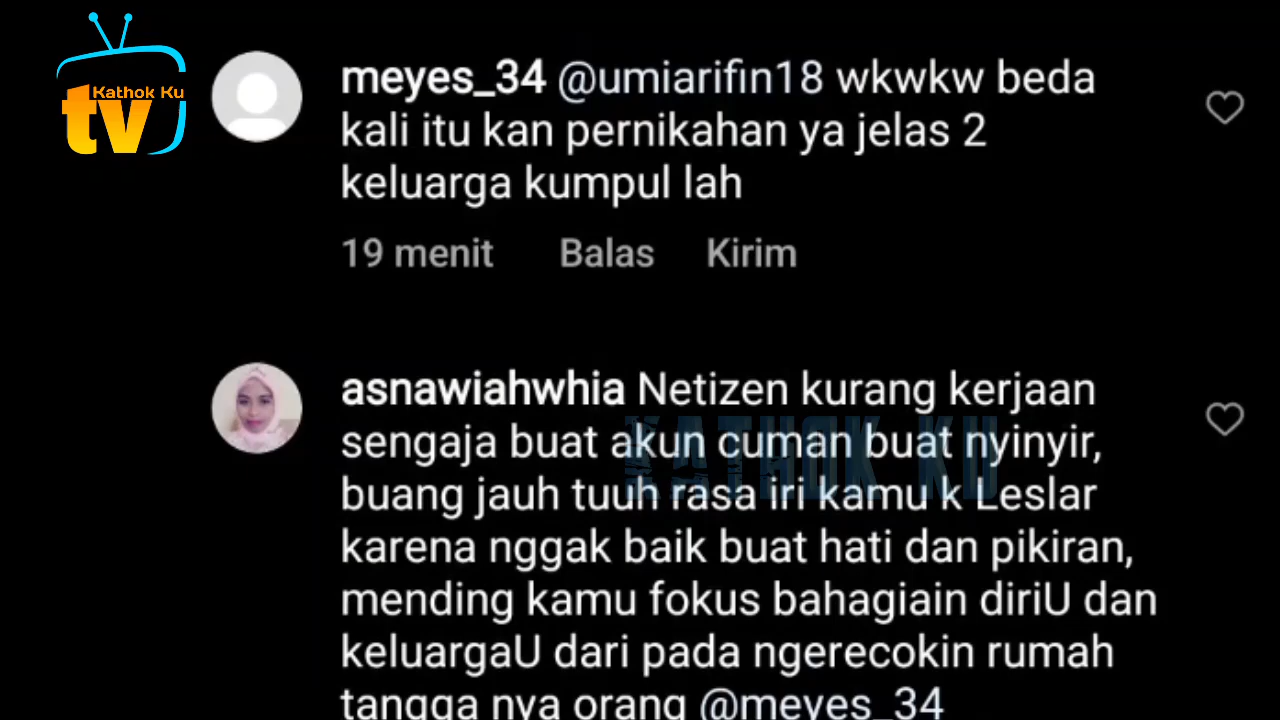 Kathok Ku
tv
meyes_34 @umiarifin18 wkwkw beda
kali itu kan pernikahan ya jelas 2
keluarga kumpul lah
19 menit Balas Kirim
asnawiahwhia Netizen kurang kerjaan
sengaja buat akun cuman buat nyinyir,
buang jauh tuuh rasa iri kamu k Leslar
karena nggak baik buat hati dan pikiran,
mending kamu fokus bahagiain diriU dan
keluargaU dari pada ngerecokin rumah
tangga nya orang @meyes_34
KATHOK KU